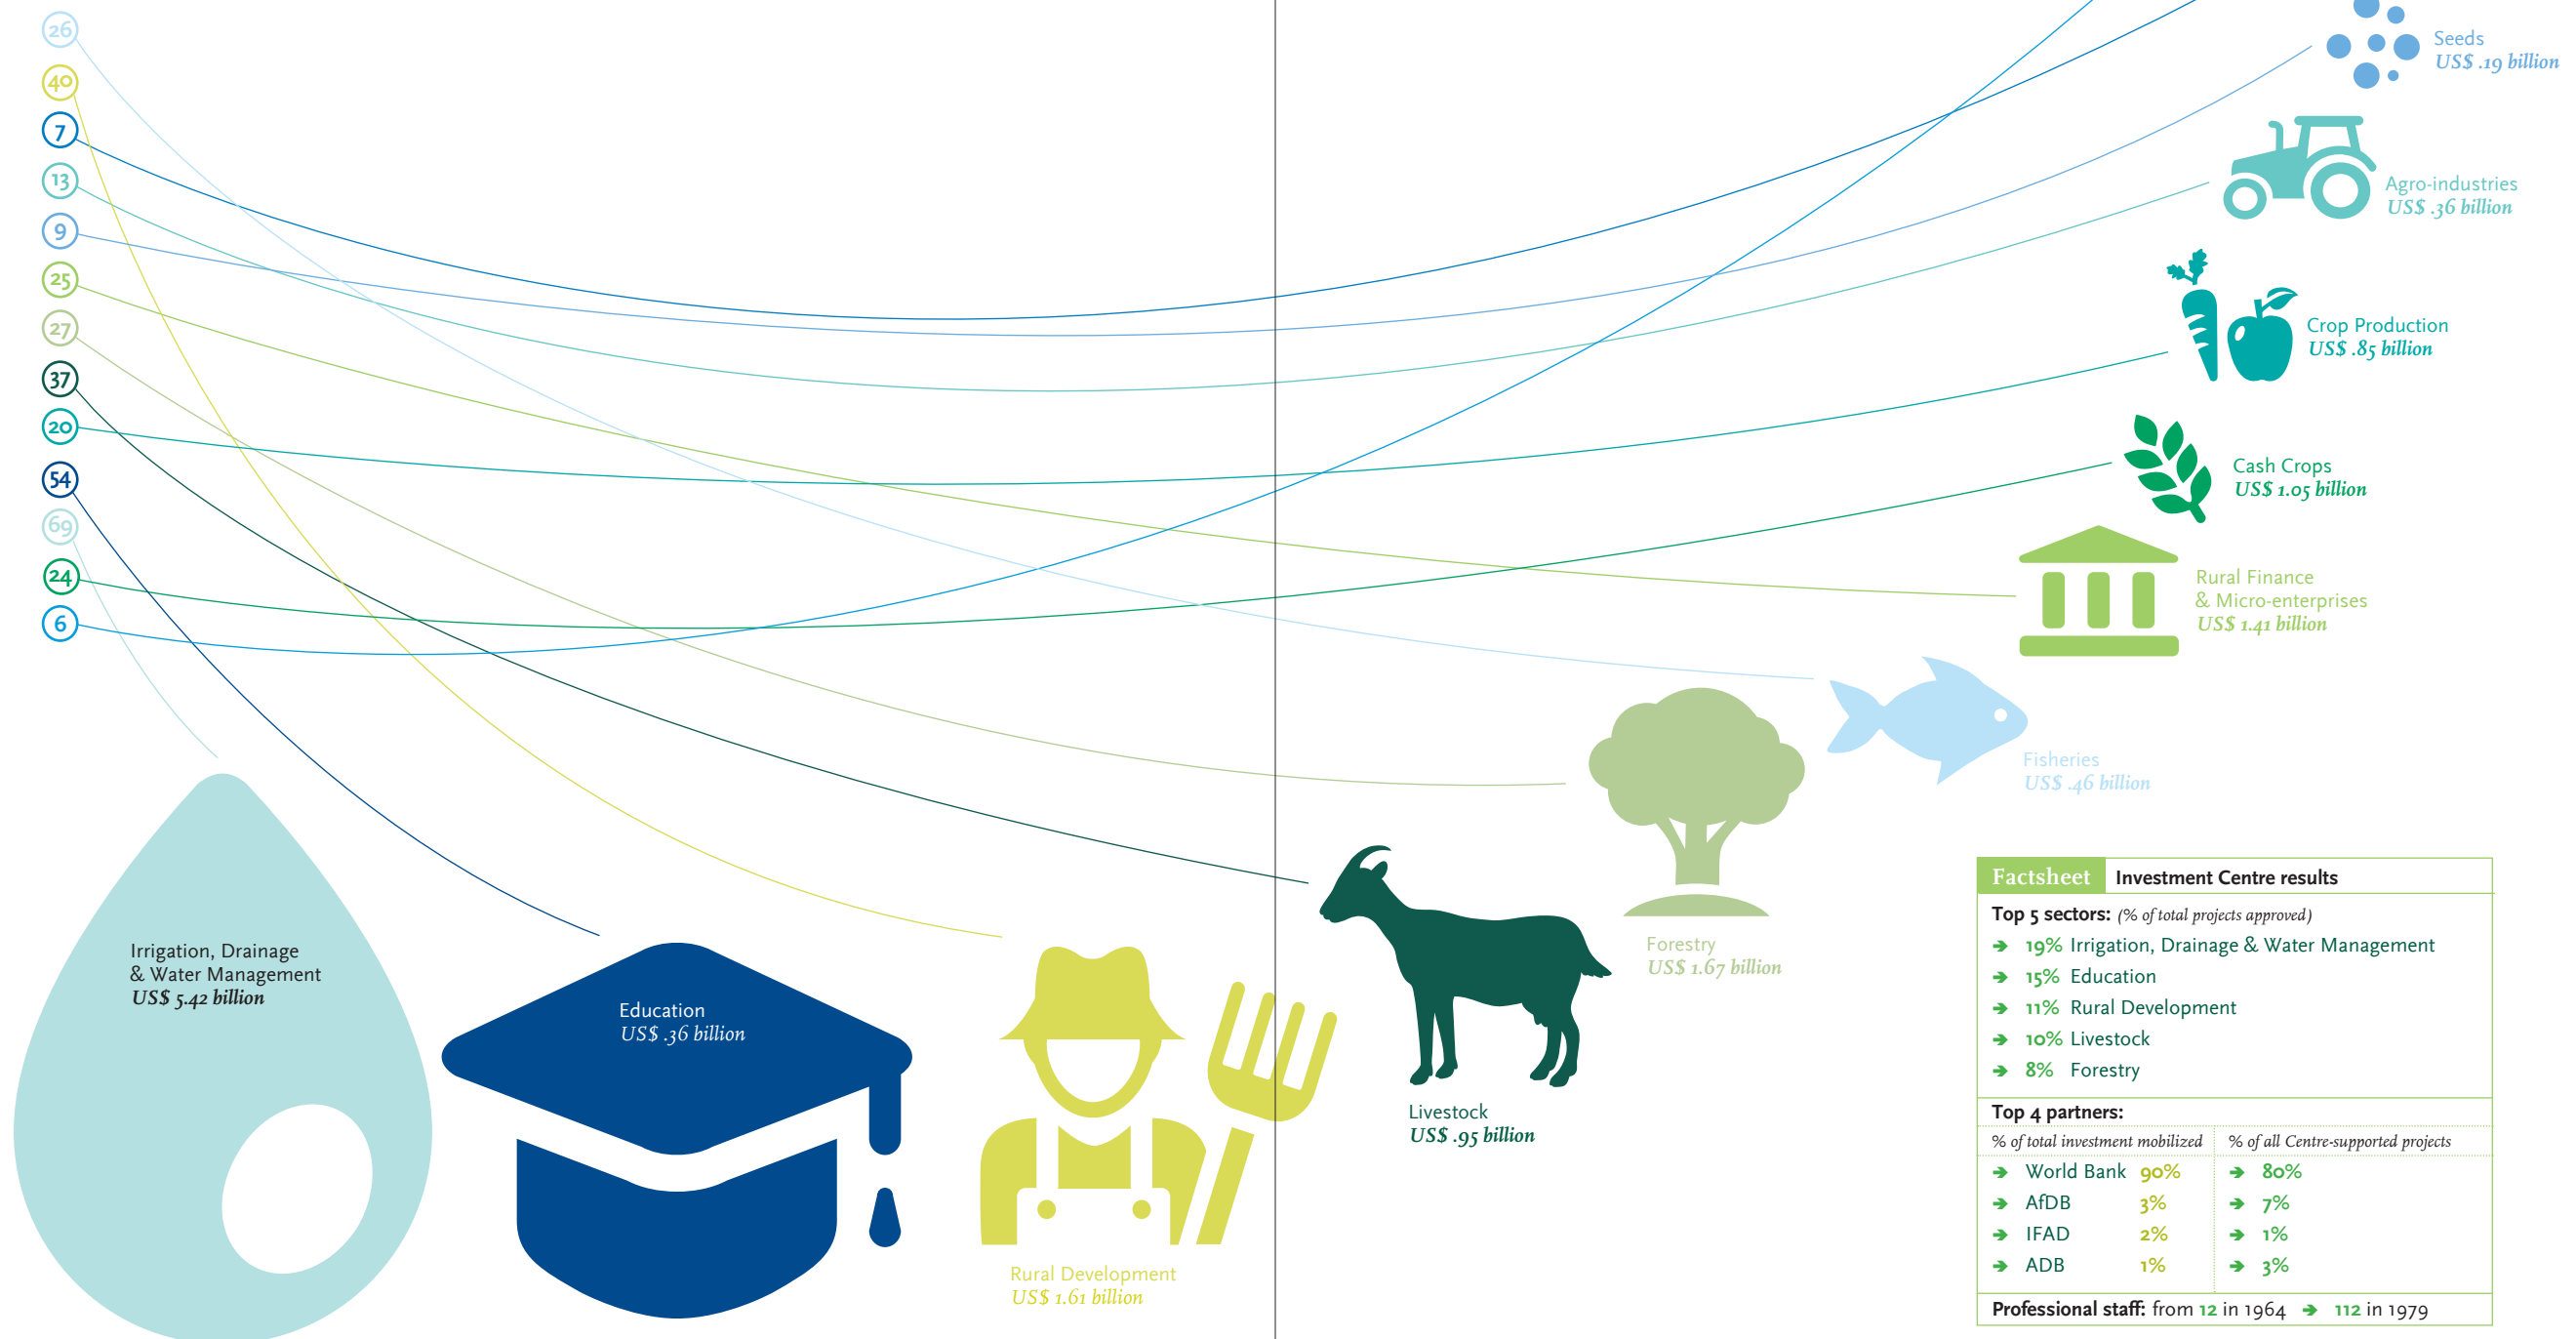 26
40
7
13
9
25
27
37
20
54
69
24
6
Seeds
US$ .19 billion
Agro-industries
US$ .36 billion
Crop Production
US$ .85 billion
Cash Crops
US$ 1.05 billion
Rural Finance
& Micro-enterprises
US$ 1.41 billion
Fisheries
US$ .46 billion
Forestry
US$ 1.67 billion
Livestock
US$ .95 billion
Rural Development
US$ 1.61 billion
Education
US$ .36 billion
Irrigation, Drainage
& Water Management
US$ 5.42 billion
Factsheet Investment Centre results
Top 5 sectors: (% of total projects approved)
➔ 19% Irrigation, Drainage & Water Management
➔ 15% Education
➔ 11% Rural Development
➔ 10% Livestock
➔ 8% Forestry
Top 4 partners:
% of total investment mobilized % of all Centre-supported projects
➔ World Bank 90% ➔ 80%
➔ AfDB 3% ➔ 7%
➔ IFAD 2% ➔ 1%
➔ ADB 1% ➔ 3%
Professional staff: from 12 in 1964 ➔ 112 in 1979